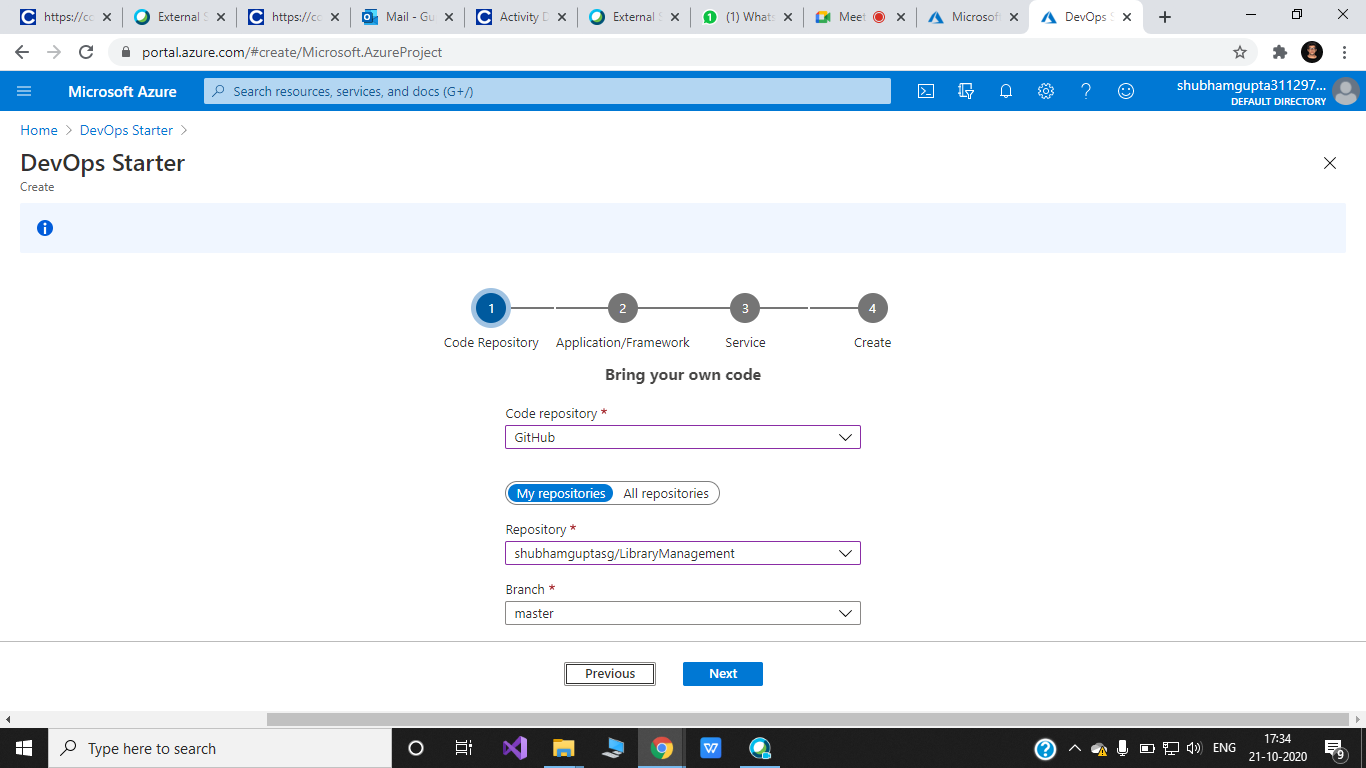 https://cc
External S
https://cc
Mail - Gu
Activity D
External S
(1) Whats
Meet
Microsoft
DevOps S
portal.azure.com/#create/Microsoft.AzureProject
Microsoft Azure
Search resources, services, and docs (G+/)
shubhamgupta311297...
DEFAULT DIRECTORY
Home > DevOps Starter >
DevOps Starter
Create
1
2
3
4
Code Repository
Application/Framework
Service
Create
Bring your own code
Code repository *
GitHub
My repositories All repositories
Repository *
shubhamguptasg/LibraryManagement
Branch *
master
Previous
Next
Type here to search
ENG
17:34
21-10-2020
9